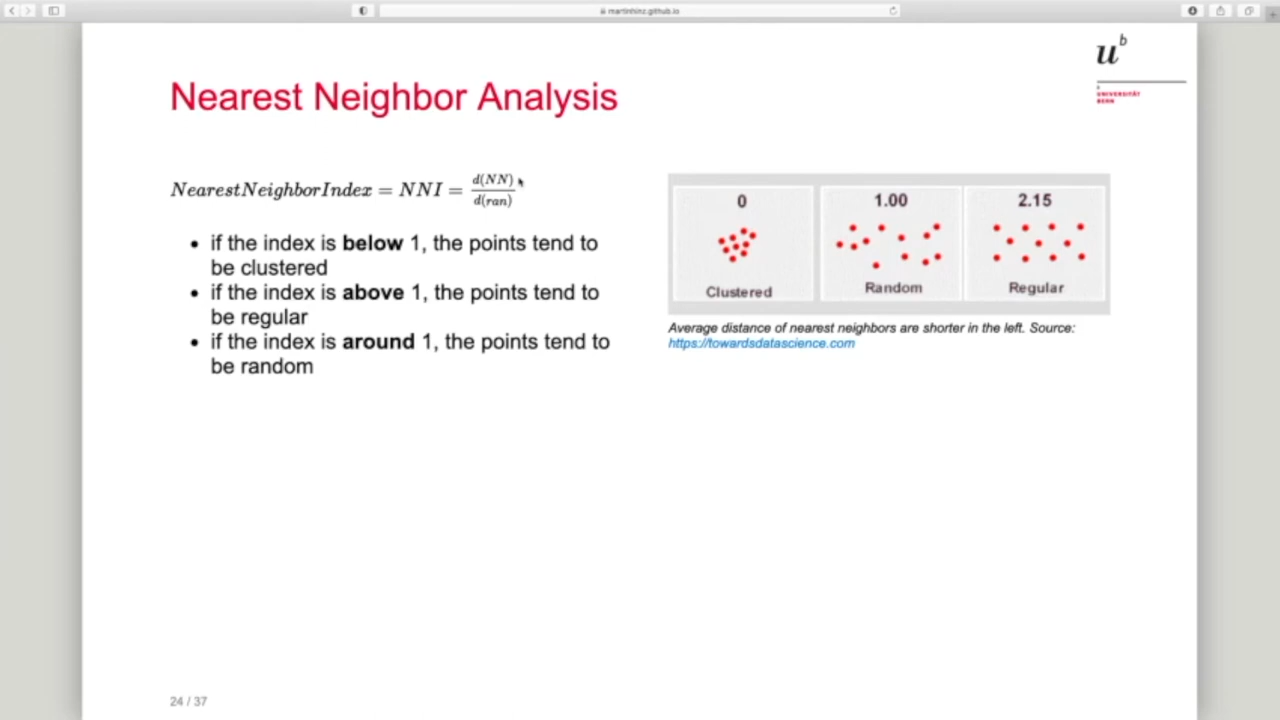 martinhinz.github.io
u^b
b
UNIVERSITÄT
BERN
Nearest Neighbor Analysis
NearestNeighborIndex = NNI = d(NN) / d(ran)
• if the index is below 1, the points tend to
be clustered
• if the index is above 1, the points tend to
be regular
• if the index is around 1, the points tend to
be random
0
Clustered
1.00
Random
2.15
Regular
Average distance of nearest neighbors are shorter in the left. Source:
https://towardsdatascience.com
24 / 37